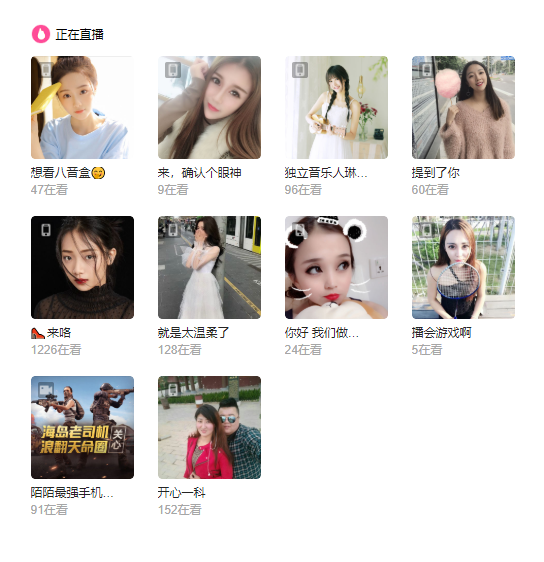 正在直播
想看八音盒😊
47在看
来，确认个眼神
9在看
独立音乐人琳…
96在看
提到了你
60在看
👠来咯
1226在看
就是太温柔了
128在看
你好 我们做…
24在看
播会游戏啊
5在看
海岛老司机
浪翻天命圈
关心
陌陌最强手机…
91在看
开心一科
152在看